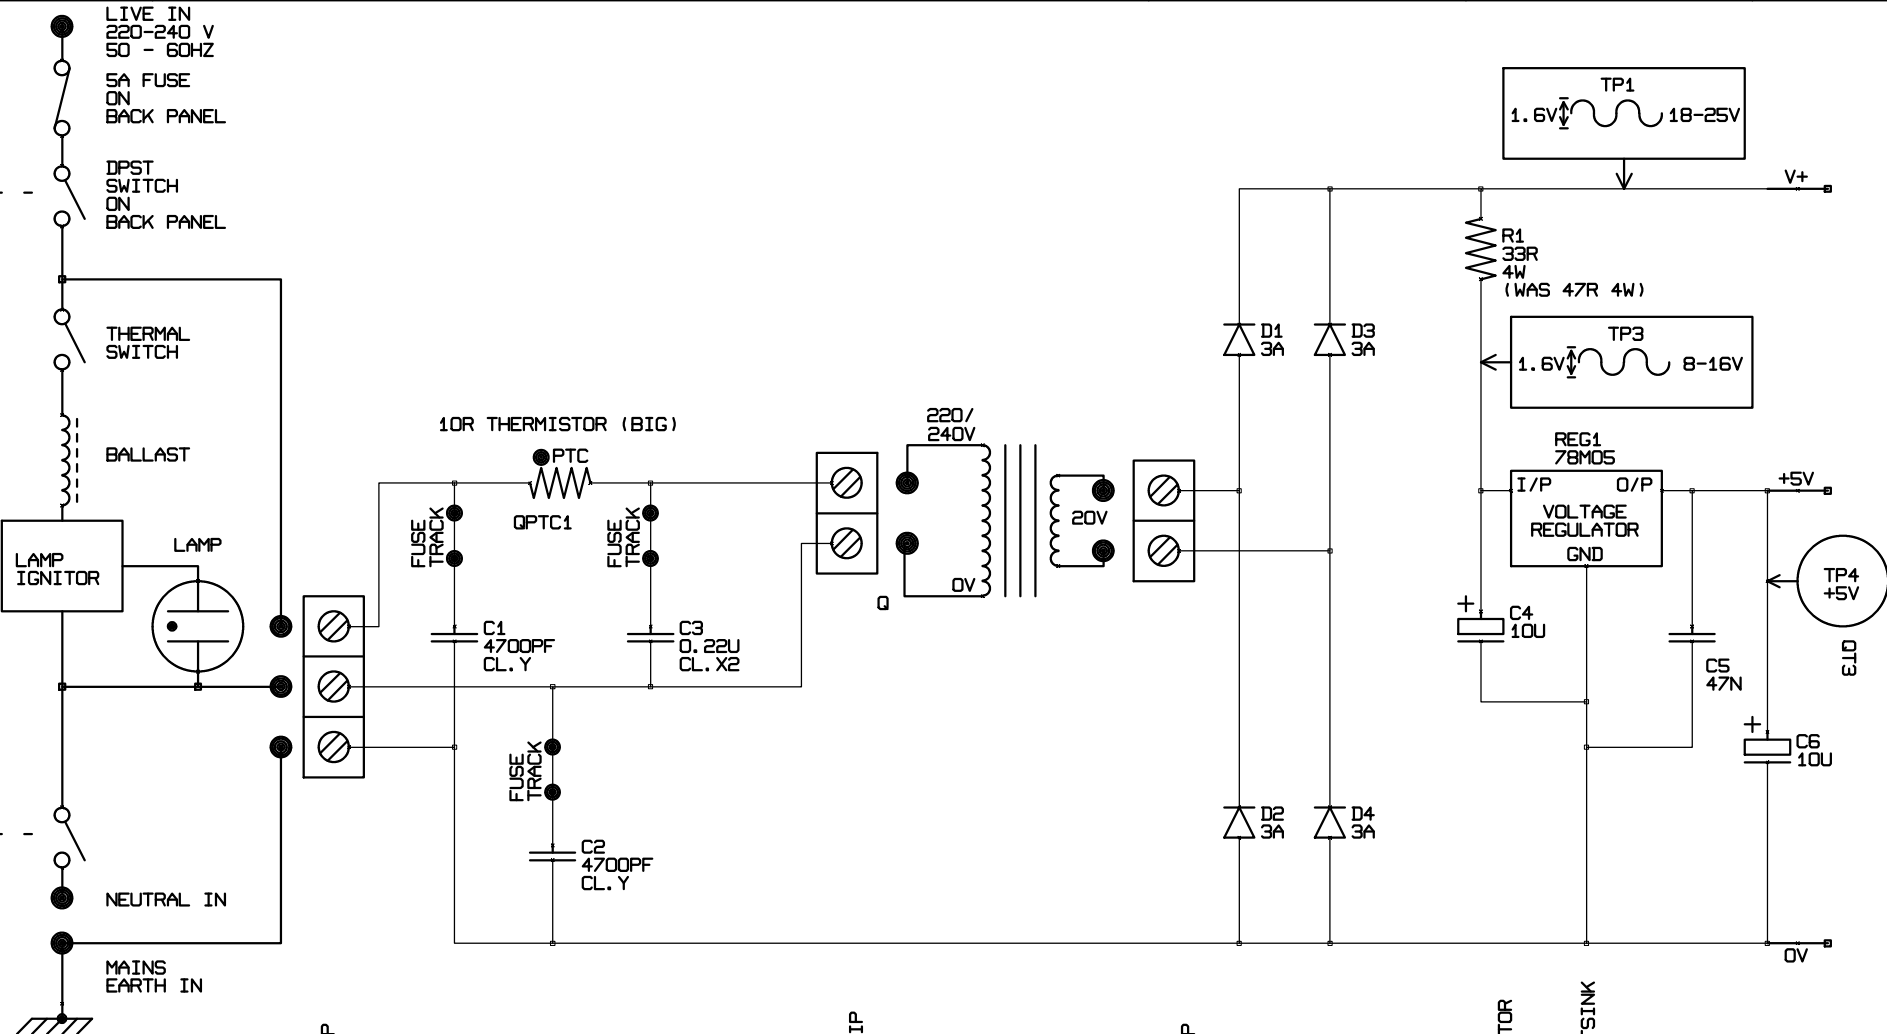 LIVE IN
220-240 V
50 - 60HZ
5A FUSE
ON
BACK PANEL
DPST
SWITCH
ON
BACK PANEL
THERMAL
SWITCH
BALLAST
LAMP
IGNITOR
LAMP
NEUTRAL IN
MAINS
EARTH IN
10R THERMISTOR (BIG)
PTC
QPTC1
FUSE
TRACK
FUSE
TRACK
C1
4700PF
CL.Y
C3
0.22U
CL.X2
FUSE
TRACK
C2
4700PF
CL.Y
220/
240V
0V
20V
Q
D1
3A
D3
3A
D2
3A
D4
3A
TP1
1.6V 18-25V
V+
R1
33R
4W
(WAS 47R 4W)
TP3
1.6V 8-16V
REG1
78M05
I/P O/P
VOLTAGE
REGULATOR
GND
+5V
TP4
+5V
QT3
+
C4
10U
C5
47N
+
C6
10U
0V
P
IP
P
TOR
TSINK